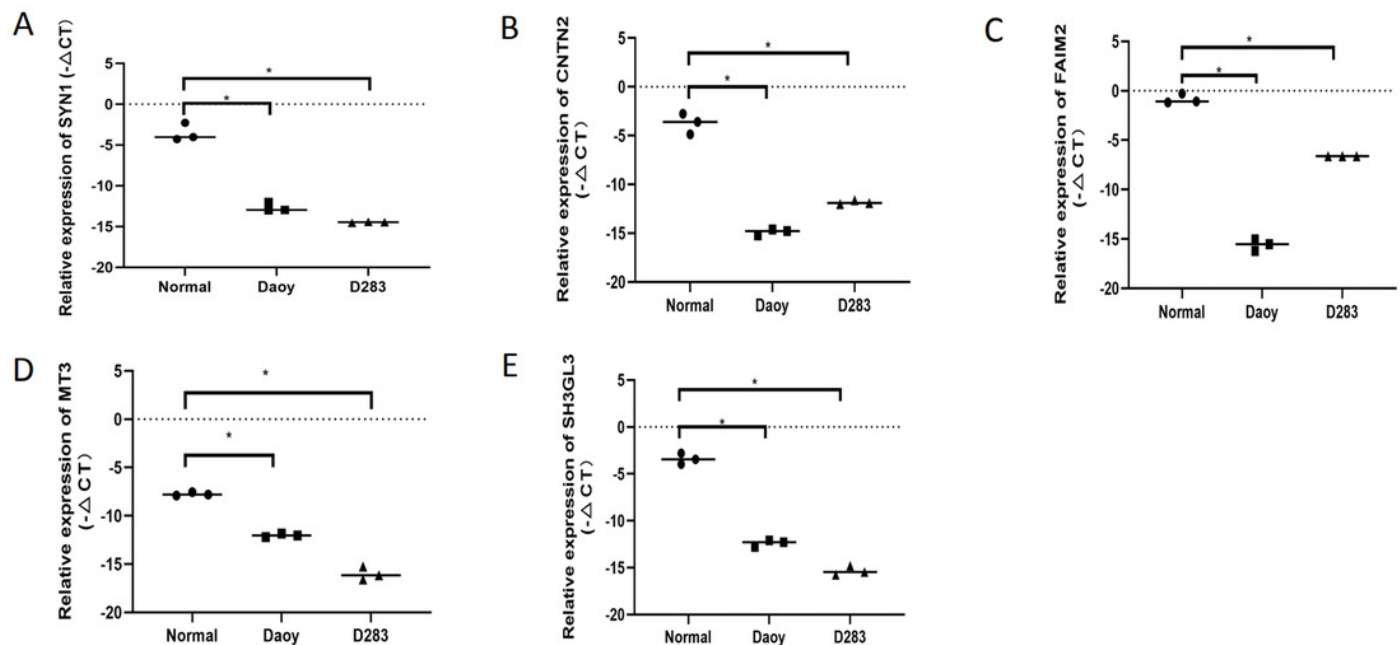 A
Relative expression of SYN1 (-△CT)
5
0
-5
-10
-15
-20
*
*
Normal Daoy D283
B
Relative expression of CNTN2
(-△ CT)
5
0
-5
-10
-15
-20
*
*
Normal Daoy D283
C
Relative expression of FAIM2
(-△ CT)
5
0
-5
-10
-15
-20
*
*
Normal Daoy D283
D
Relative expression of MT3
(-△ CT)
5
0
-5
-10
-15
-20
*
*
Normal Daoy D283
E
Relative expression of SH3GL3
(-△ CT)
5
0
-5
-10
-15
-20
*
*
Normal Daoy D283